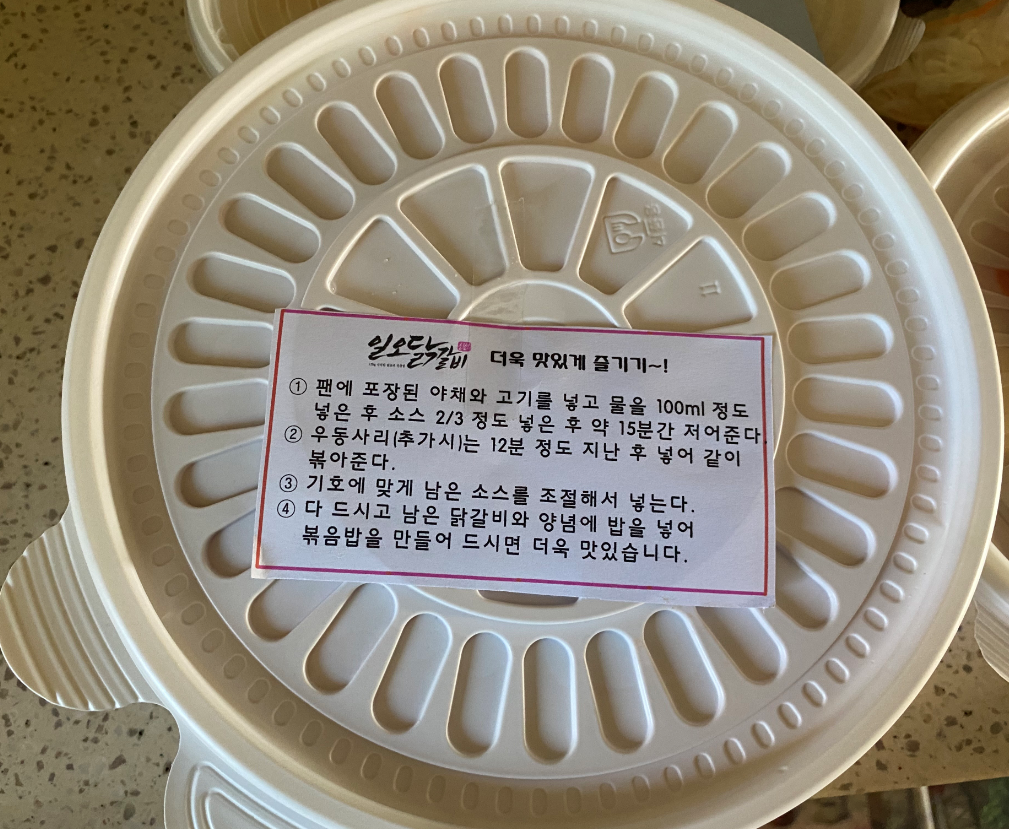 일오닭갈비 더욱 맛있게 즐기기~!
① 팬에 포장된 야채와 고기를 넣고 물을 100ml 정도
넣은 후 소스 2/3 정도 넣은 후 약 15분간 저어준다.
② 우동사리(추가시)는 12분 정도 지난 후 넣어 같이
볶아준다.
③ 기호에 맞게 남은 소스를 조절해서 넣는다.
④ 다 드시고 남은 닭갈비와 양념에 밥을 넣어
볶음밥을 만들어 드시면 더욱 맛있습니다.